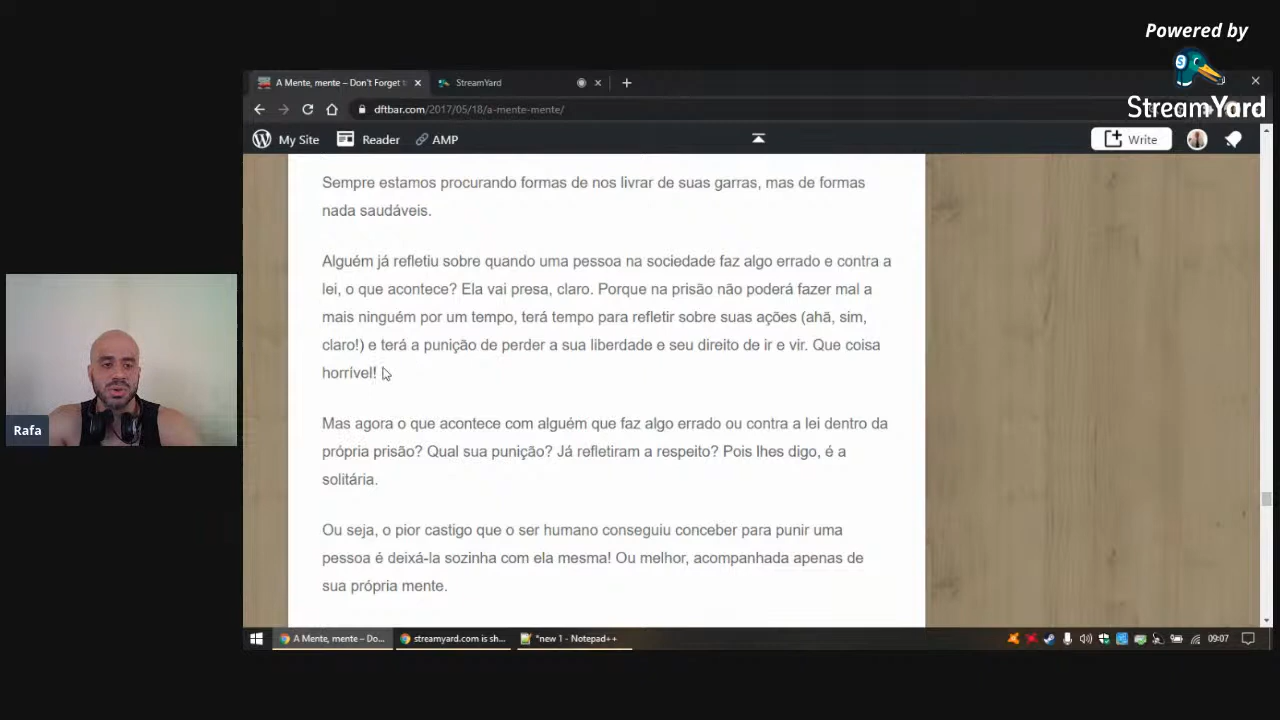 Powered by
StreamYard
A Mente, mente – Don't Forget
StreamYard
dftbar.com/2017/05/18/a-mente-mente/
My Site
Reader
AMP
Write
Sempre estamos procurando formas de nos livrar de suas garras, mas de formas
nada saudáveis.
Alguém já refletiu sobre quando uma pessoa na sociedade faz algo errado e contra a
lei, o que acontece? Ela vai presa, claro. Porque na prisão não poderá fazer mal a
mais ninguém por um tempo, terá tempo para refletir sobre suas ações (ahã, sim,
claro!) e terá a punição de perder a sua liberdade e seu direito de ir e vir. Que coisa
horrível!
Mas agora o que acontece com alguém que faz algo errado ou contra a lei dentro da
própria prisão? Qual sua punição? Já refletiram a respeito? Pois lhes digo, é a
solitária.
Ou seja, o pior castigo que o ser humano conseguiu conceber para punir uma
pessoa é deixá-la sozinha com ela mesma! Ou melhor, acompanhada apenas de
sua própria mente.
Rafa
A Mente, mente – Do...
streamyard.com is sh...
*new 1 - Notepad++
09:07